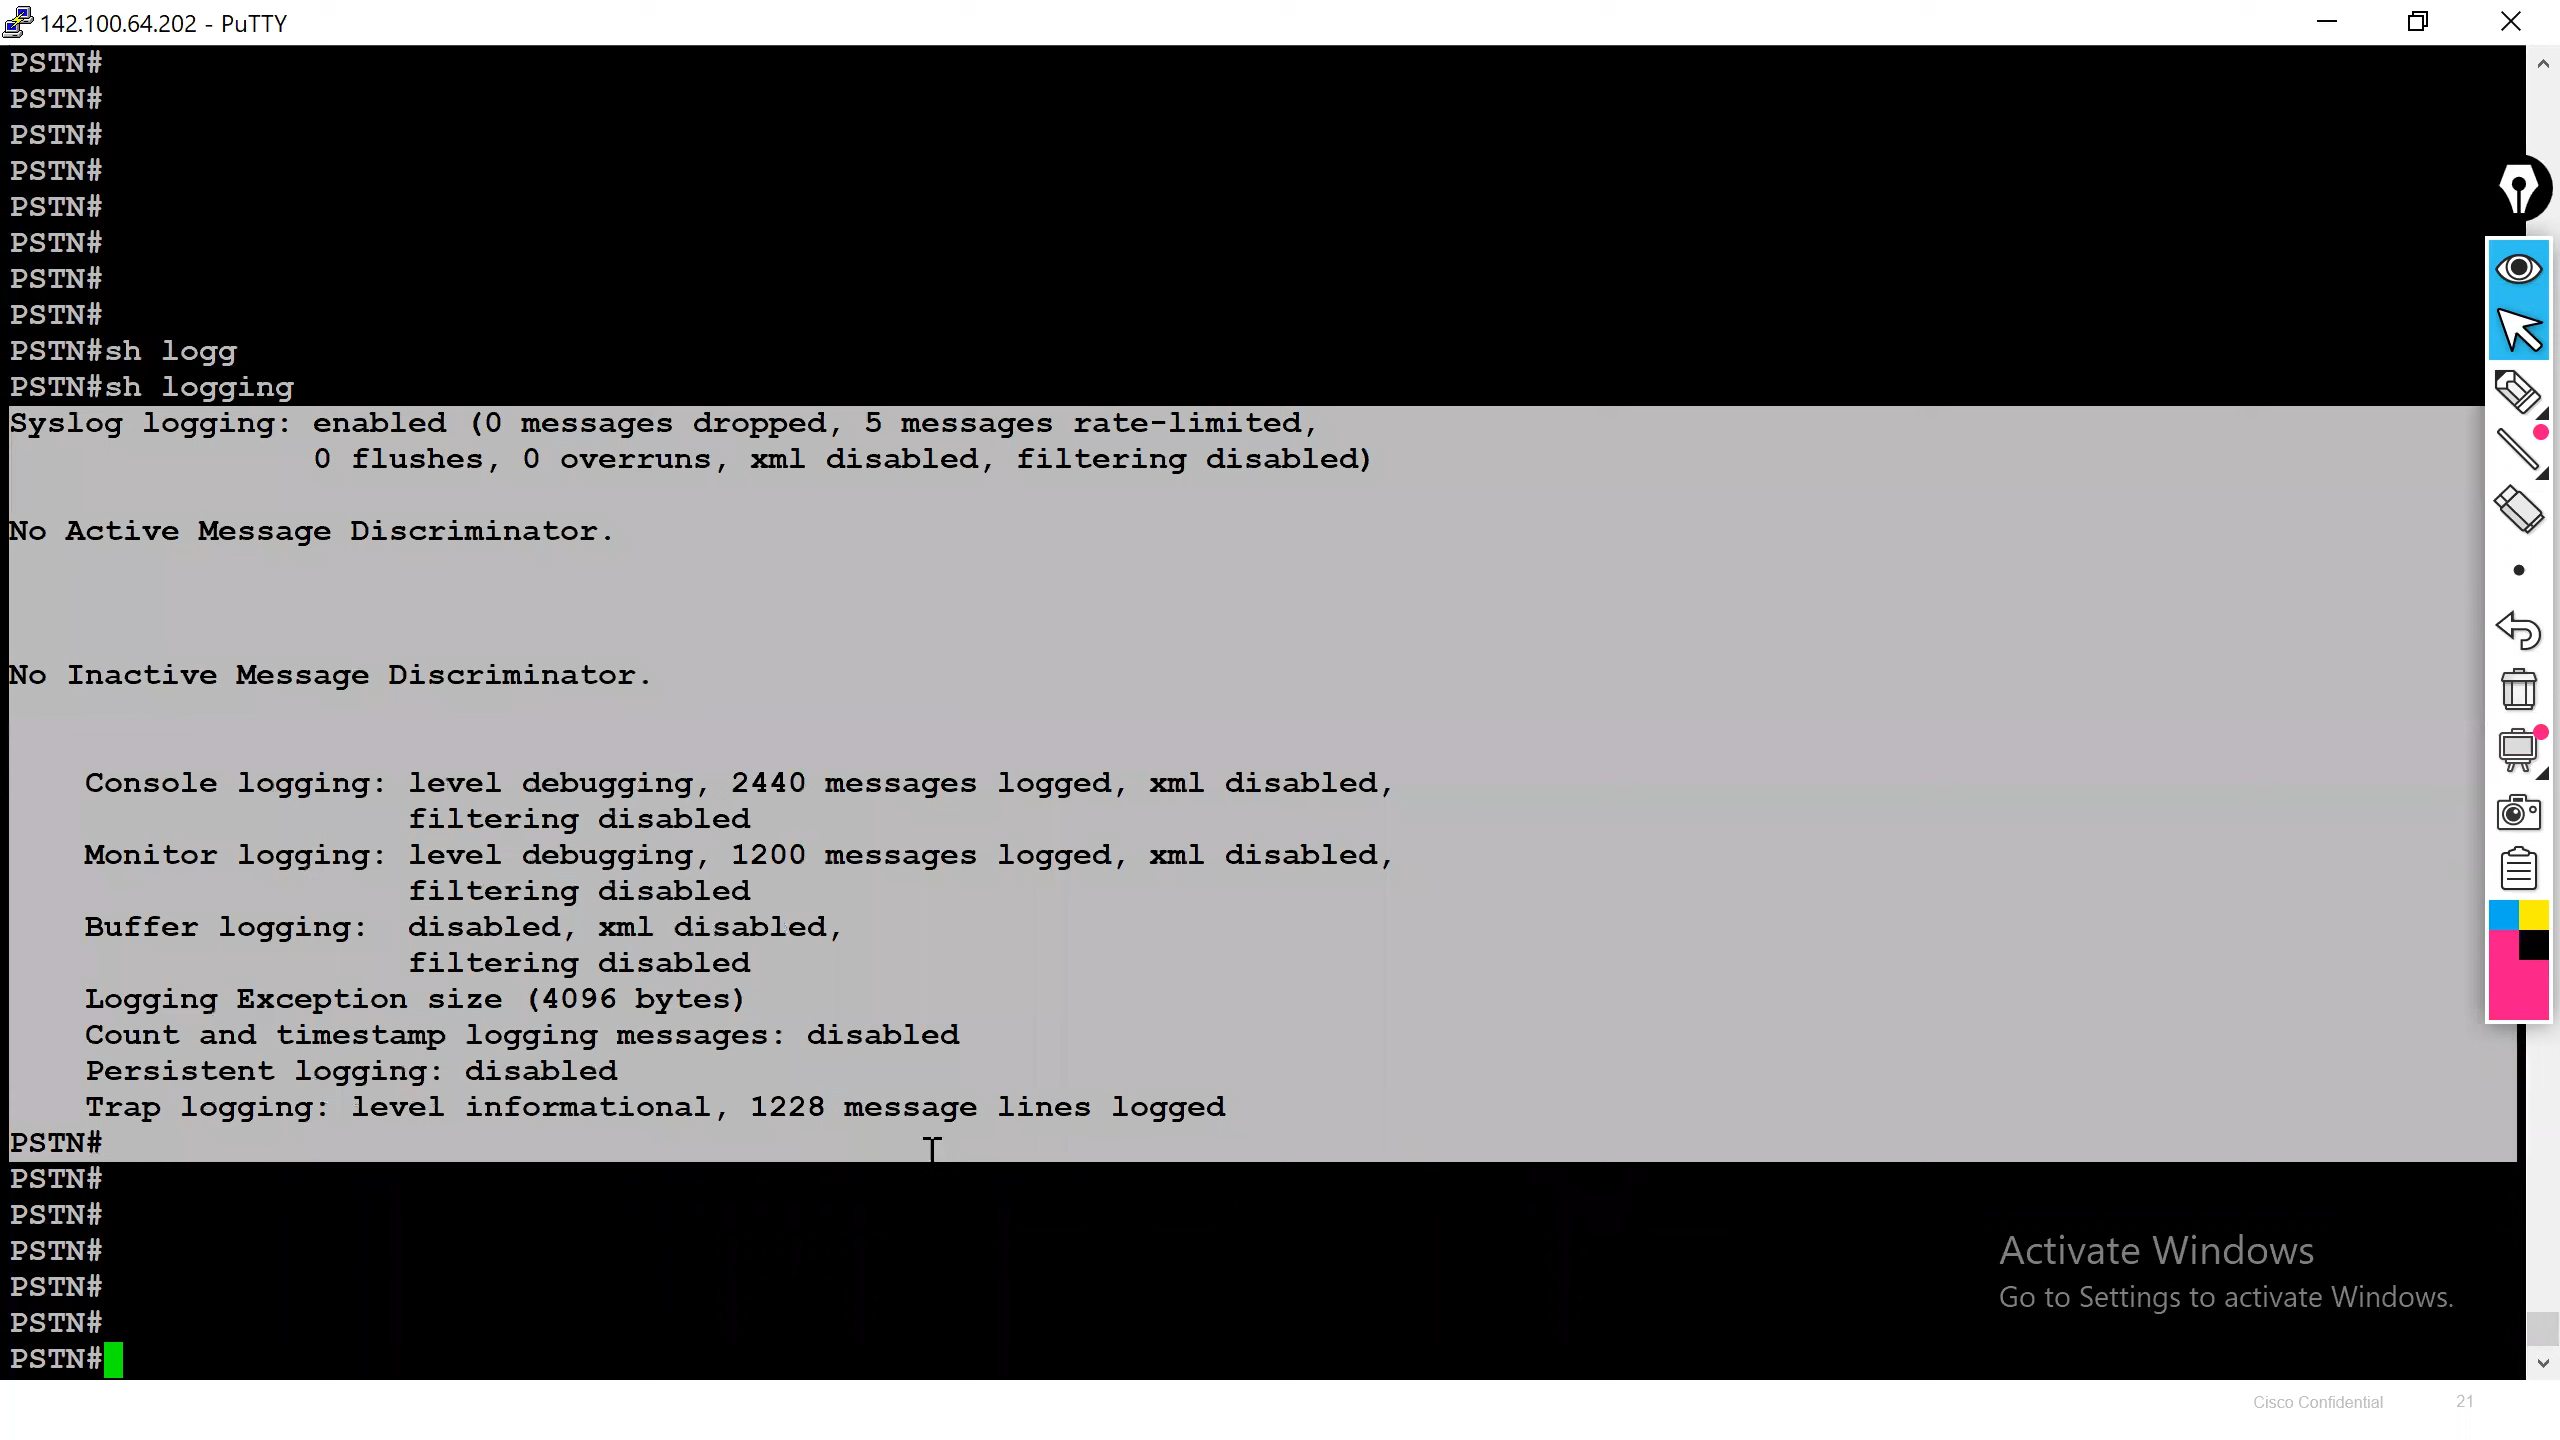 142.100.64.202 - PuTTY
PSTN#
PSTN#
PSTN#
PSTN#
PSTN#
PSTN#
PSTN#
PSTN#
PSTN#sh logg
PSTN#sh logging
Syslog logging: enabled (0 messages dropped, 5 messages rate-limited,
0 flushes, 0 overruns, xml disabled, filtering disabled)
No Active Message Discriminator.
No Inactive Message Discriminator.
Console logging: level debugging, 2440 messages logged, xml disabled,
filtering disabled
Monitor logging: level debugging, 1200 messages logged, xml disabled,
filtering disabled
Buffer logging: disabled, xml disabled,
filtering disabled
Logging Exception size (4096 bytes)
Count and timestamp logging messages: disabled
Persistent logging: disabled
Trap logging: level informational, 1228 message lines logged
PSTN#
PSTN#
PSTN#
PSTN#
PSTN#
PSTN#
PSTN#
Activate Windows
Go to Settings to activate Windows.
Cisco Confidential 21